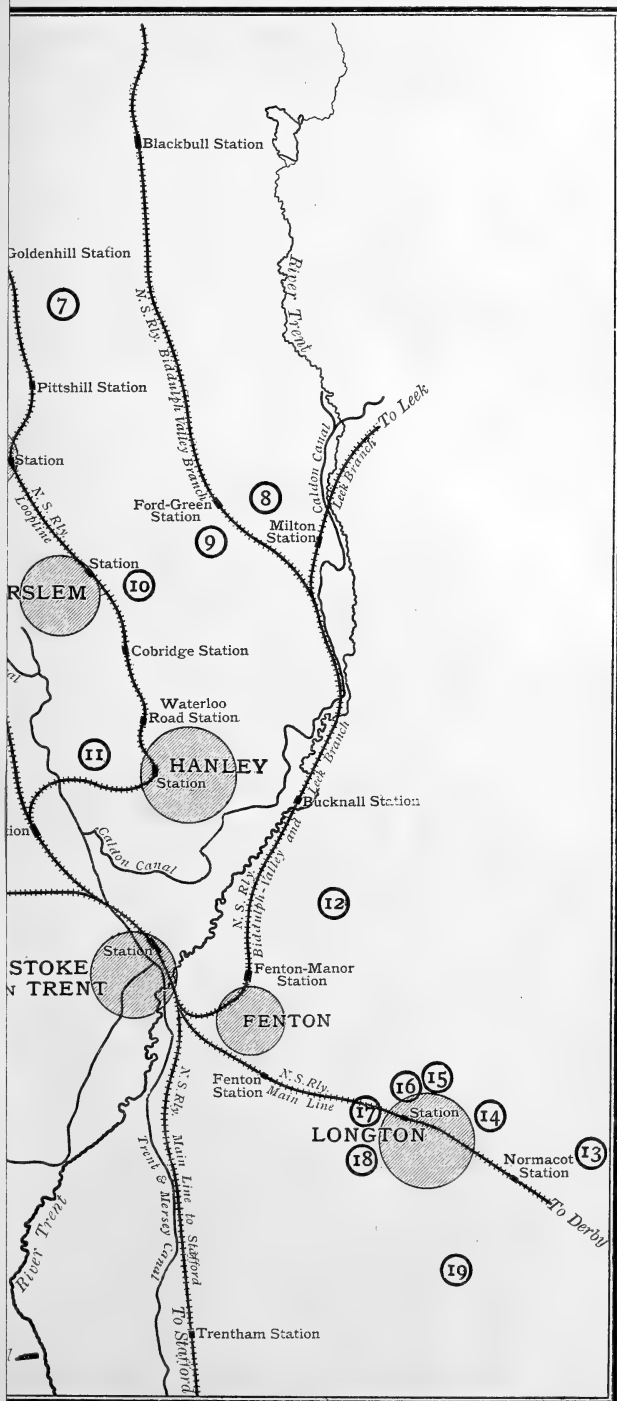 Blackbull Station
Goldenhill Station
7
River Trent
N. S. Rly. Biddulph Valley Branch
Pittshill Station
To Leek
Caldon Canal
Leek Branch
Station
N. S. Rly.
Loopline
8
Ford-Green
Station
Milton
Station
9
Station
10
RSLEM
Cobridge Station
al
Waterloo
Road Station
11
HANLEY
Station
Bucknall Station
tion
Caldon Canal
N. S. Rly.
Biddulph-Valley and Leek Branch
12
Station
STOKE
N TRENT
Fenton-Manor
Station
FENTON
Fenton
Station
N. S. Rly.
Main Line
16
15
17
Station
14
LONGTON
18
13
Normacot
Station
To Derby
N. S. Rly. Main Line to Stafford
Trent & Mersey Canal
River Trent
19
To Stafford
Trentham Station
l